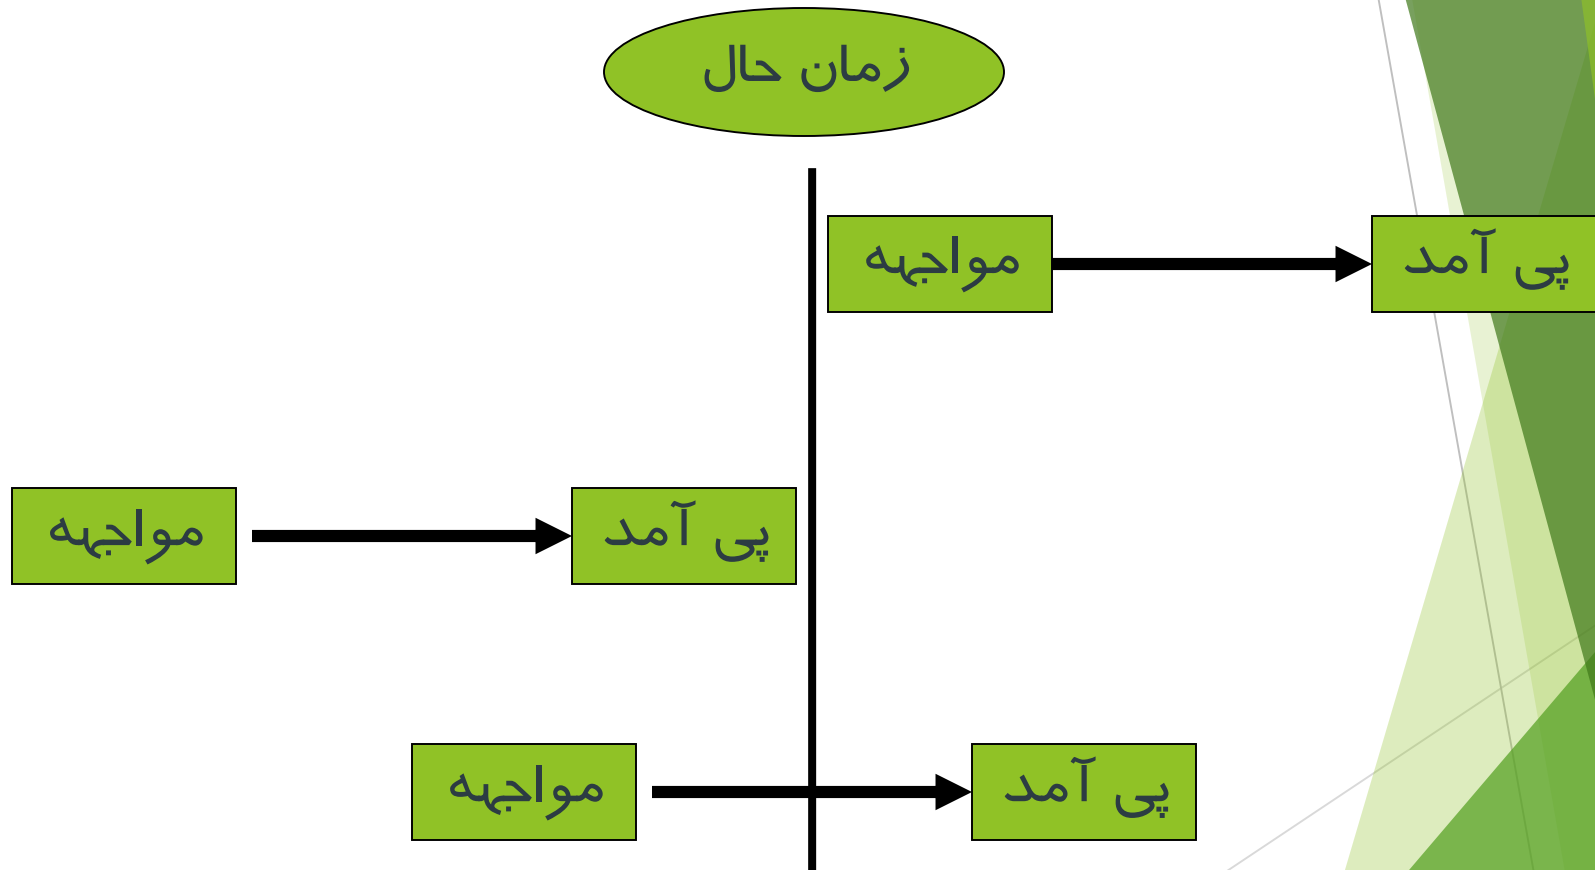 زمان حال
مواجهه
پی آمد
مواجهه
پی آمد
مواجهه
پی آمد